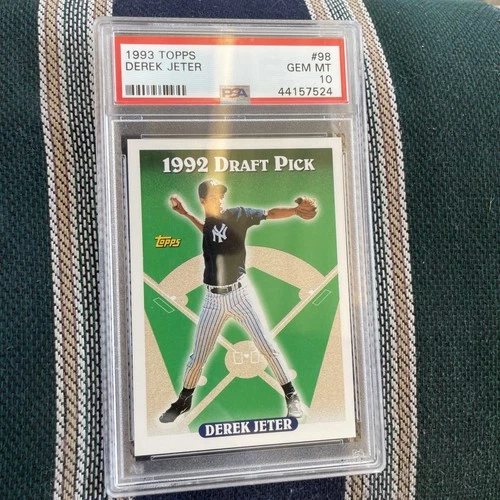 1993 TOPPS #98
DEREK JETER GEM MT
10
PSA 44157524
1992 DRAFT PICK
NY
Topps
DEREK JETER